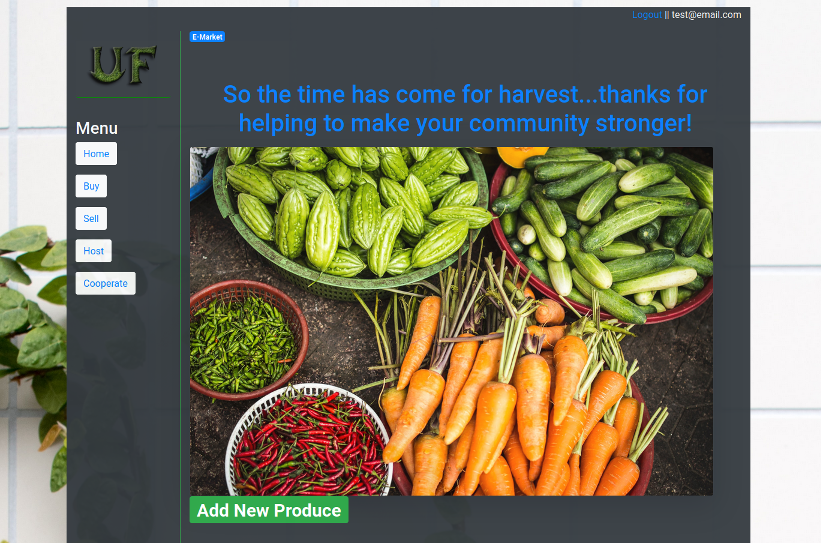 Logout || test@email.com
E-Market
UF
So the time has come for harvest...thanks for
helping to make your community stronger!
Menu
Home
Buy
Sell
Host
Cooperate
Add New Produce